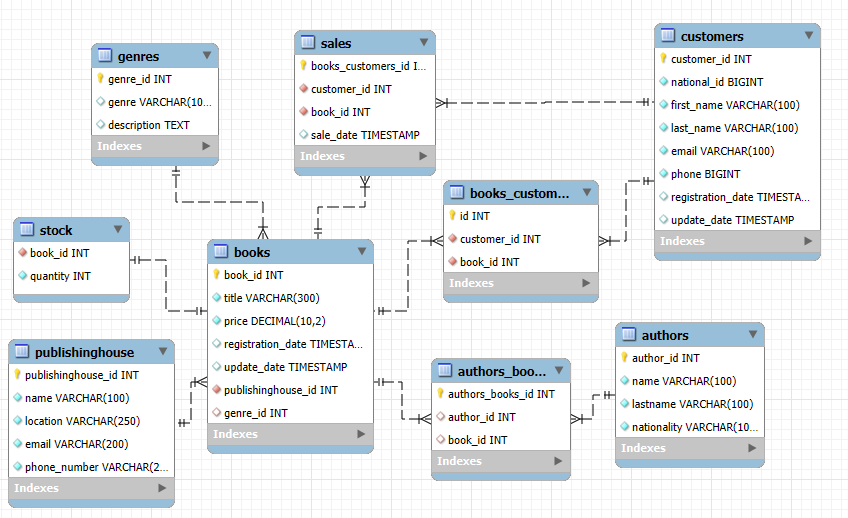 genres
genre_id INT
genre VARCHAR(10...
description TEXT
Indexes
sales
books_customers_id I...
customer_id INT
book_id INT
sale_date TIMESTAMP
Indexes
customers
customer_id INT
national_id BIGINT
first_name VARCHAR(100)
last_name VARCHAR(100)
email VARCHAR(100)
phone BIGINT
registration_date TIMESTA...
update_date TIMESTAMP
Indexes
books_custom...
id INT
customer_id INT
book_id INT
Indexes
stock
book_id INT
quantity INT
books
book_id INT
title VARCHAR(300)
price DECIMAL(10,2)
registration_date TIMESTA...
update_date TIMESTAMP
publishinghouse_id INT
genre_id INT
Indexes
publishinghouse
publishinghouse_id INT
name VARCHAR(100)
location VARCHAR(250)
email VARCHAR(200)
phone_number VARCHAR(2...
Indexes
authors_boo...
authors_books_id INT
author_id INT
book_id INT
Indexes
authors
author_id INT
name VARCHAR(100)
lastname VARCHAR(100)
nationality VARCHAR(10...
Indexes